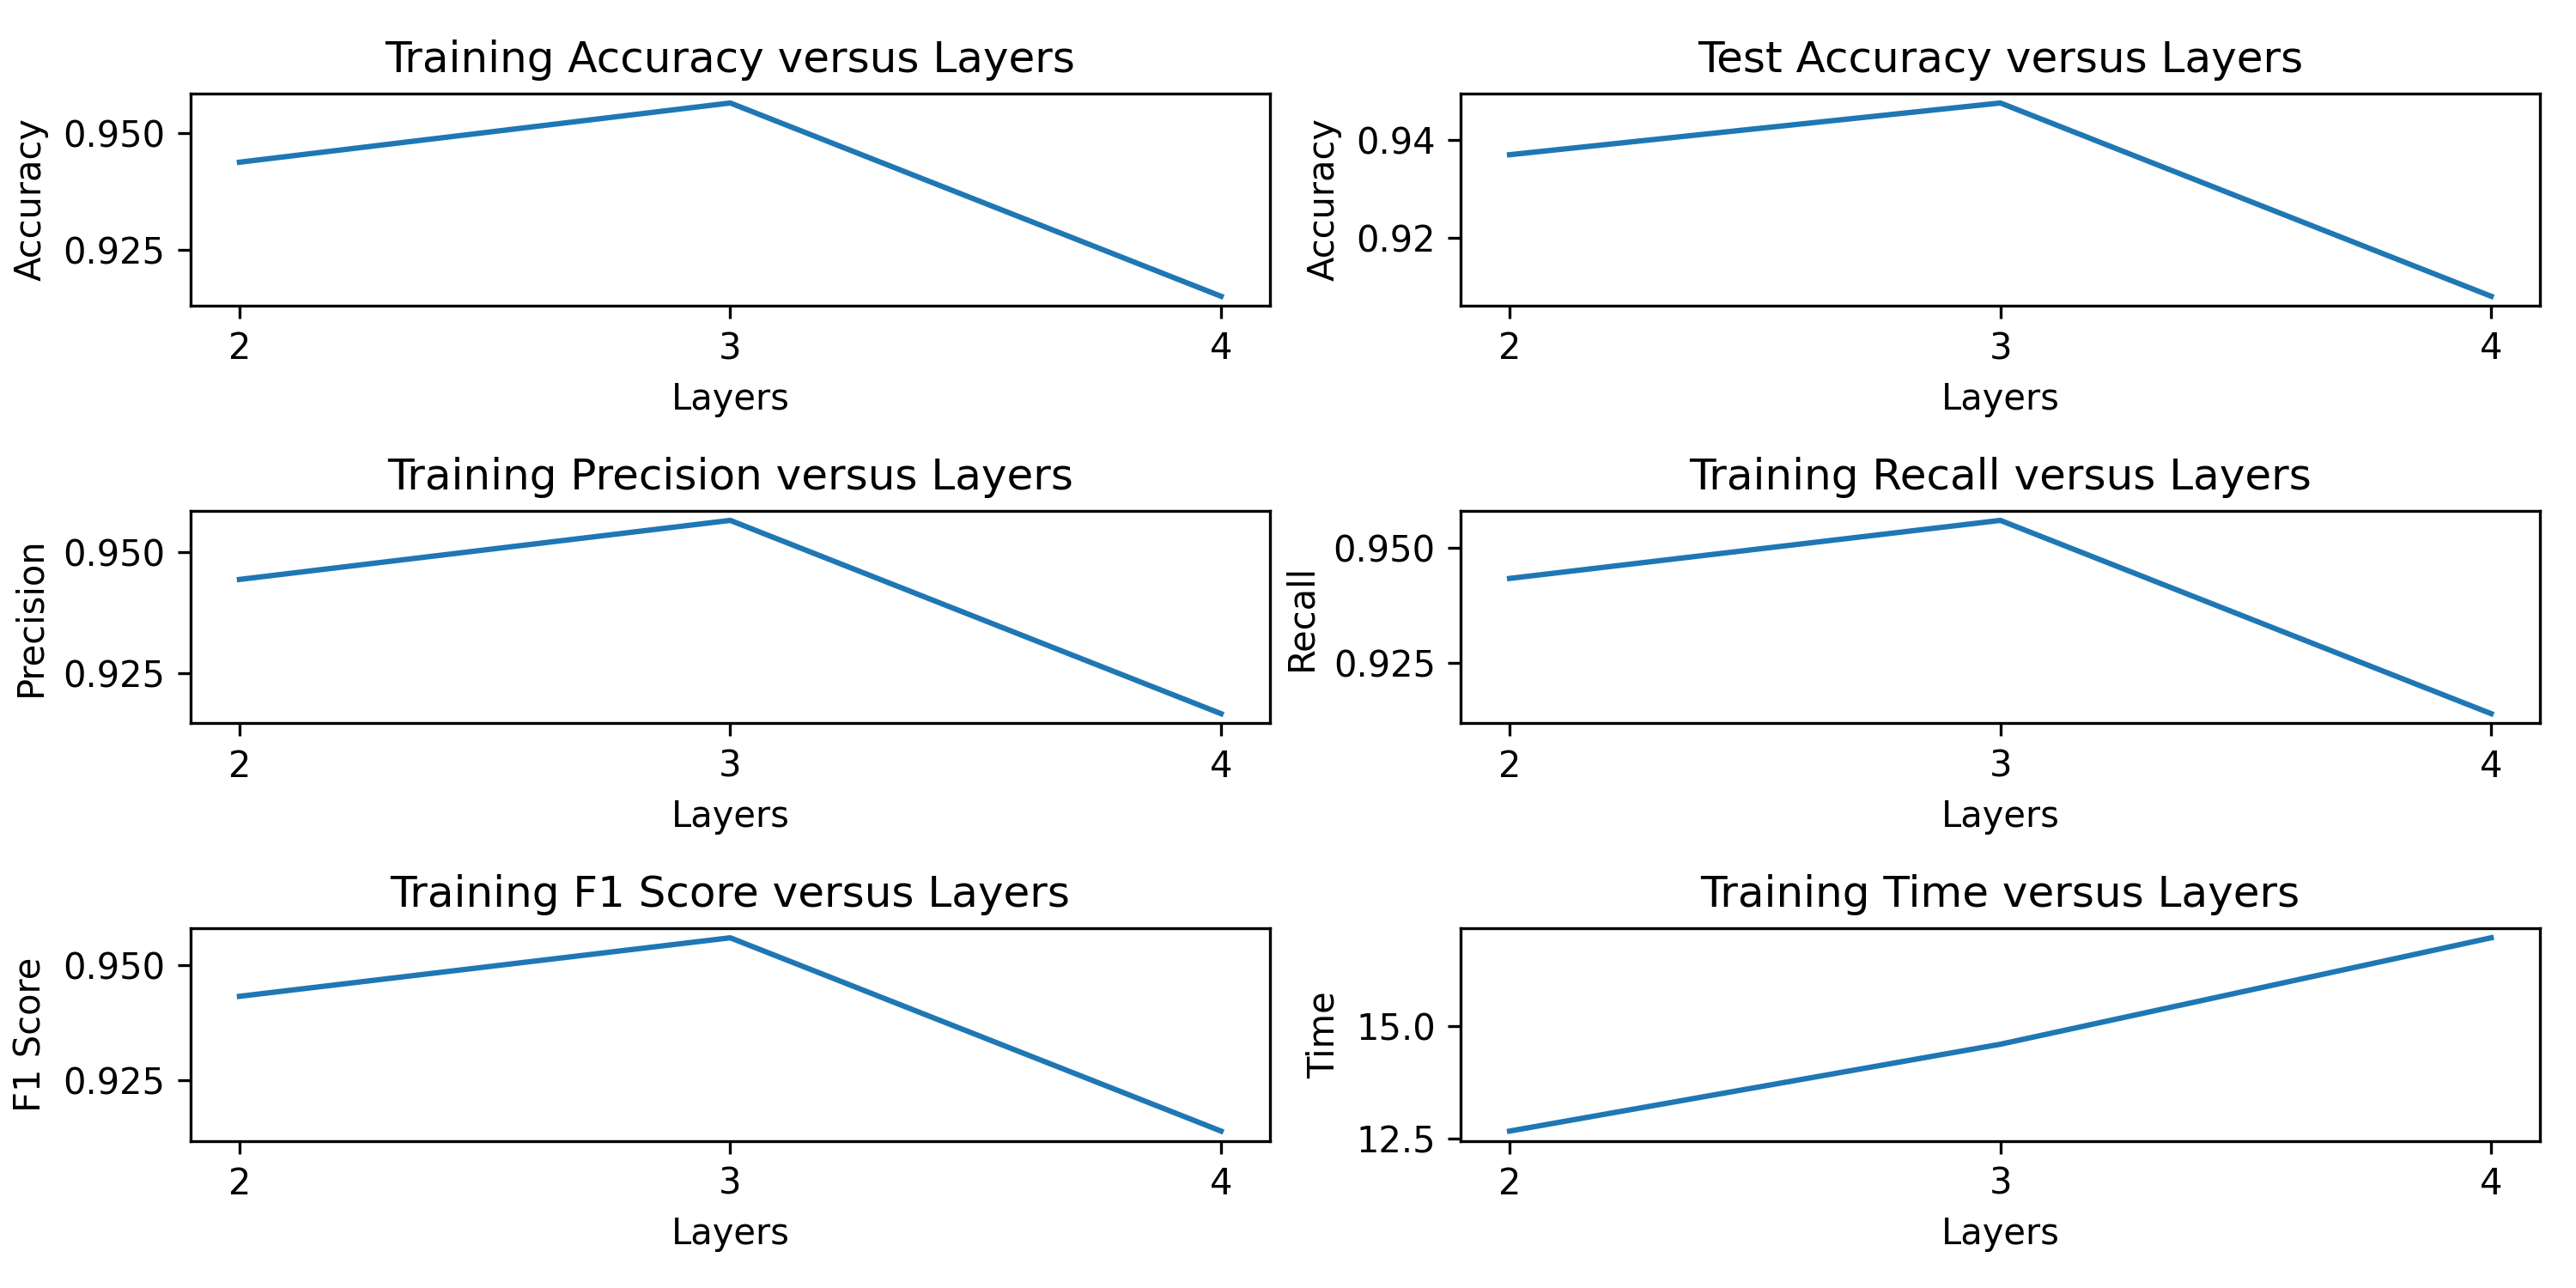 Training Accuracy versus Layers
Accuracy
0.950
0.925
2 3 4
Layers
Test Accuracy versus Layers
Accuracy
0.94
0.92
2 3 4
Layers
Training Precision versus Layers
Precision
0.950
0.925
2 3 4
Layers
Training Recall versus Layers
Recall
0.950
0.925
2 3 4
Layers
Training F1 Score versus Layers
F1 Score
0.950
0.925
2 3 4
Layers
Training Time versus Layers
Time
15.0
12.5
2 3 4
Layers